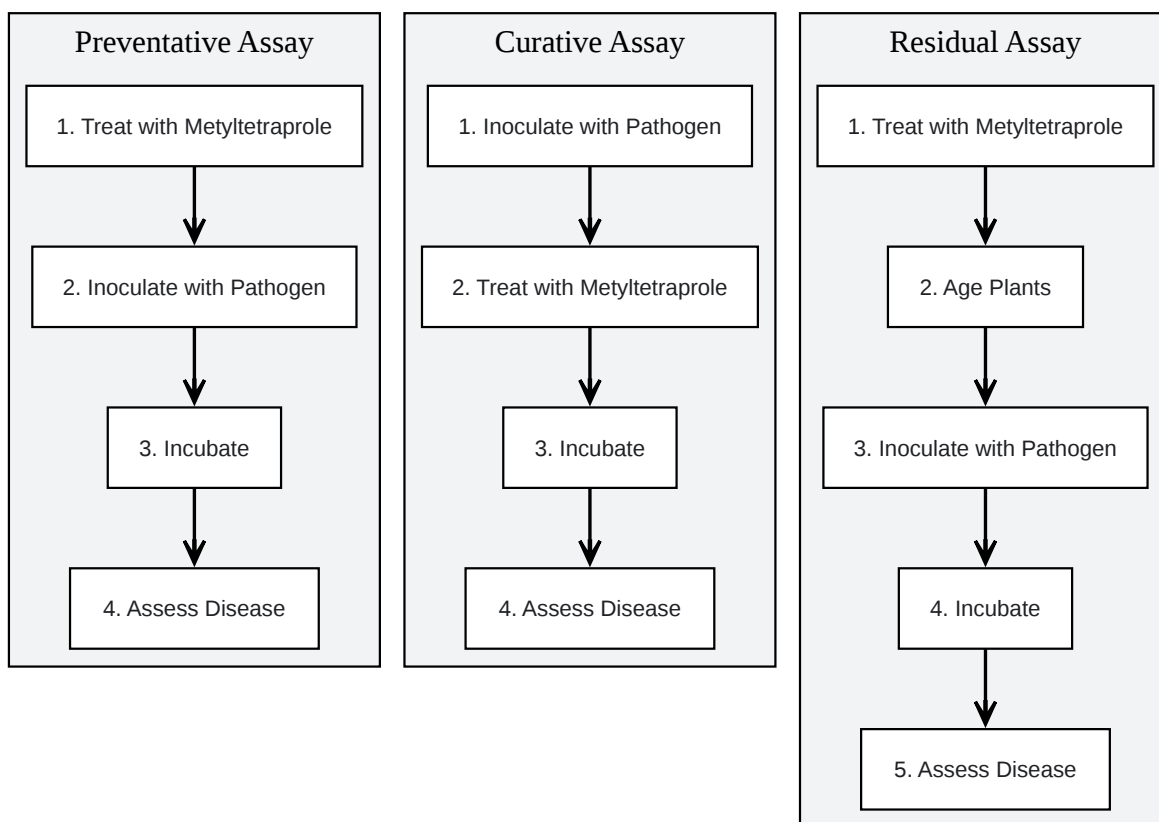 Preventative Assay
1. Treat with Metyltetraprole
2. Inoculate with Pathogen
3. Incubate
4. Assess Disease
Curative Assay
1. Inoculate with Pathogen
2. Treat with Metyltetraprole
3. Incubate
4. Assess Disease
Residual Assay
1. Treat with Metyltetraprole
2. Age Plants
3. Inoculate with Pathogen
4. Incubate
5. Assess Disease